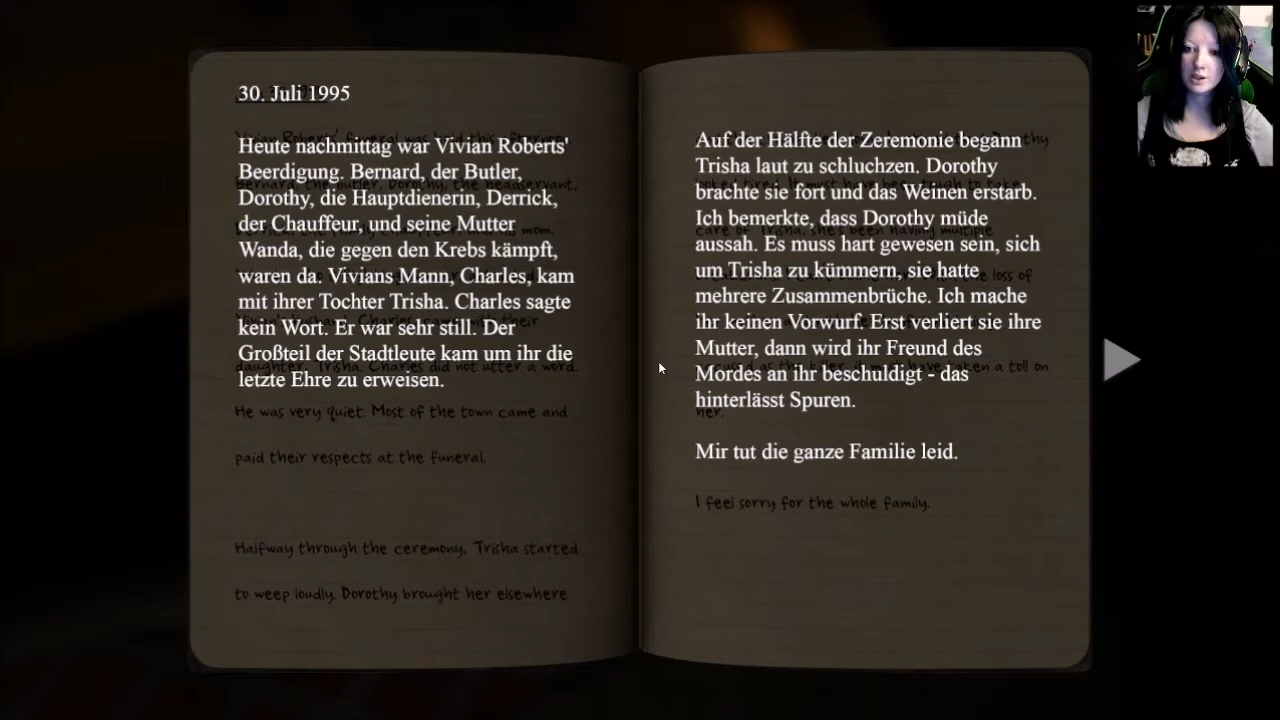 30. Juli 1995
Heute nachmittag war Vivian Roberts'
Beerdigung. Bernard, der Butler,
Dorothy, die Hauptdienerin, Derrick,
der Chauffeur, und seine Mutter
Wanda, die gegen den Krebs kämpft,
waren da. Vivians Mann, Charles, kam
mit ihrer Tochter Trisha. Charles sagte
kein Wort. Er war sehr still. Der
Großteil der Stadtleute kam um ihr die
letzte Ehre zu erweisen.
He was very quiet. Most of the town came and
paid their respects at the funeral.
Halfway through the ceremony, Trisha started
to weep loudly. Dorothy brought her elsewhere
Auf der Hälfte der Zeremonie begann
Trisha laut zu schluchzen. Dorothy
brachte sie fort und das Weinen erstarb.
Ich bemerkte, dass Dorothy müde
aussah. Es muss hart gewesen sein, sich
um Trisha zu kümmern, sie hatte
mehrere Zusammenbrüche. Ich mache
ihr keinen Vorwurf. Erst verliert sie ihre
Mutter, dann wird ihr Freund des
Mordes an ihr beschuldigt - das
hinterlässt Spuren.
her.
Mir tut die ganze Familie leid.
I feel sorry for the whole family.